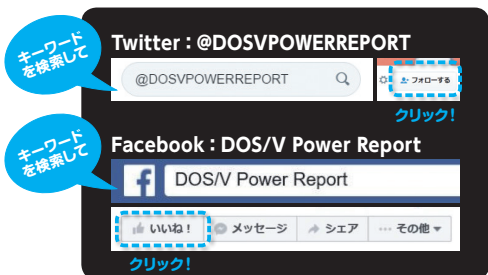 キーワード
を検索して
Twitter：@DOSVPOWERREPORT
@DOSVPOWERREPORT
フォローする
クリック！
キーワード
を検索して
Facebook：DOS/V Power Report
f DOS/V Power Report
いいね！ メッセージ シェア ··· その他
クリック！